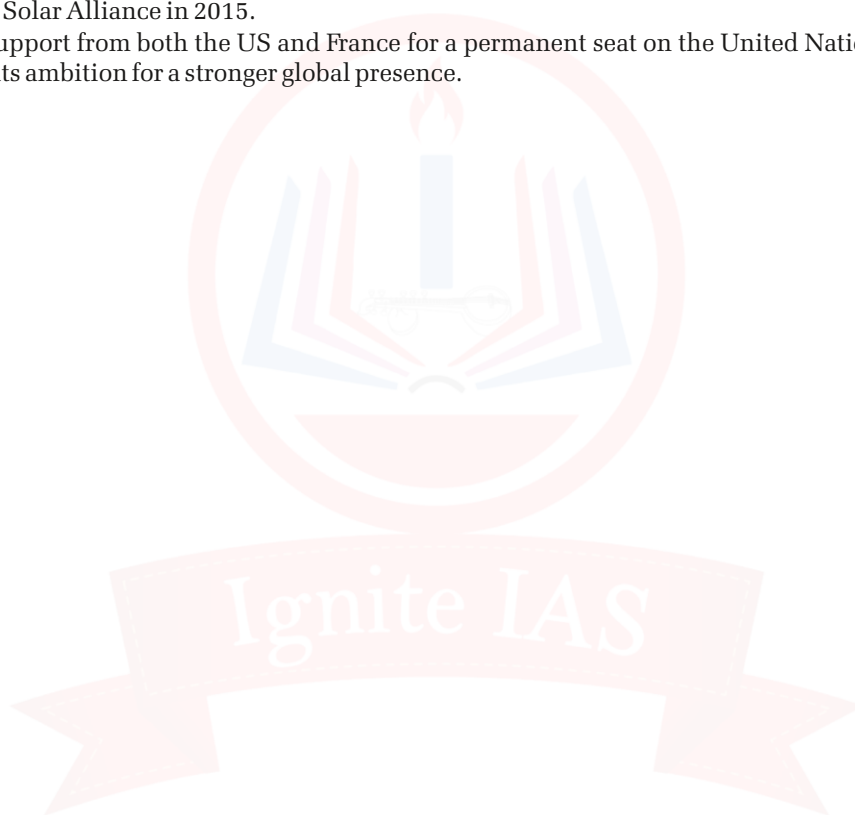 Solar Alliance in 2015.
upport from both the US and France for a permanent seat on the United Natio
ts ambition for a stronger global presence.
Ignite IAS